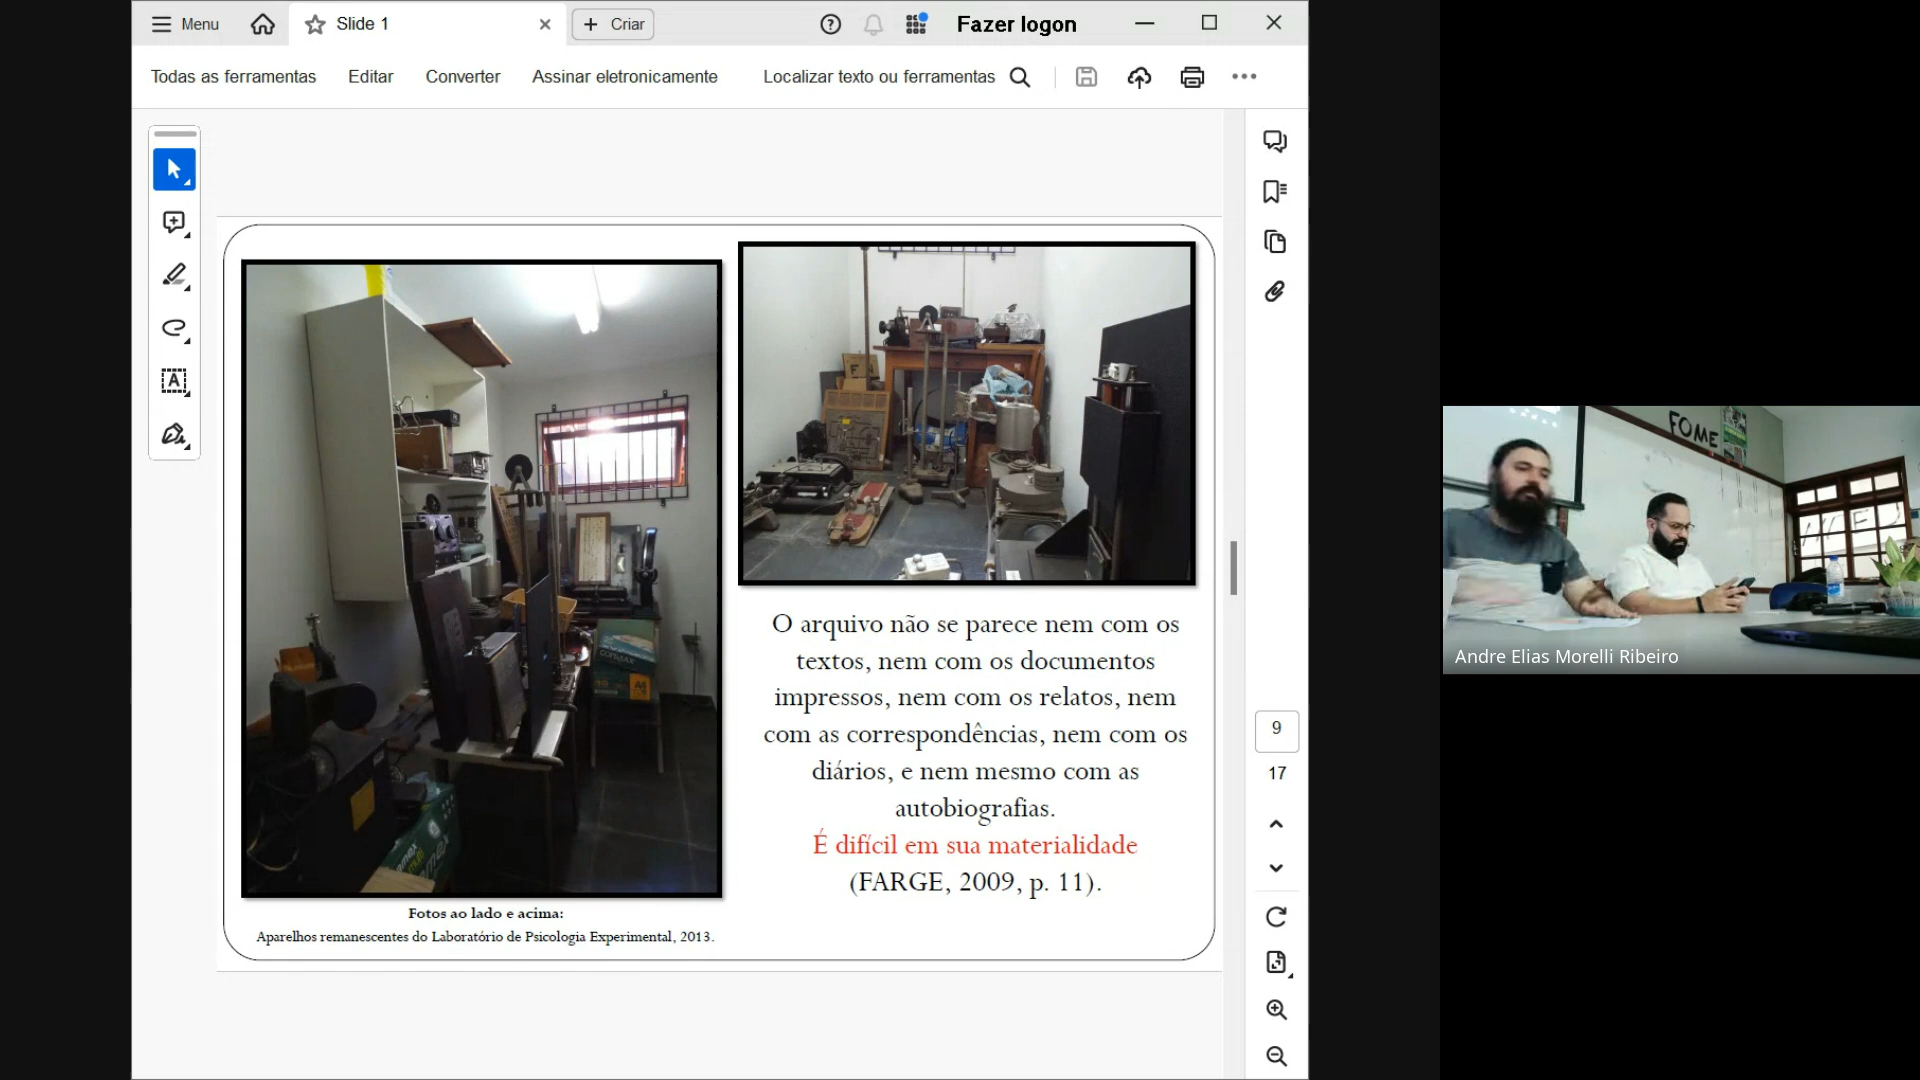 Menu
Slide 1
Criar
Fazer logon
Todas as ferramentas
Editar
Converter
Assinar eletronicamente
Localizar texto ou ferramentas
O arquivo não se parece nem com os
textos, nem com os documentos
impressos, nem com os relatos, nem
com as correspondências, nem com os
diários, e nem mesmo com as
autobiografias.
É difícil em sua materialidade
(FARGE, 2009, p. 11).
Fotos ao lado e acima:
Aparelhos remanescentes do Laboratório de Psicologia Experimental, 2013.
9
17
FOME
Andre Elias Morelli Ribeiro